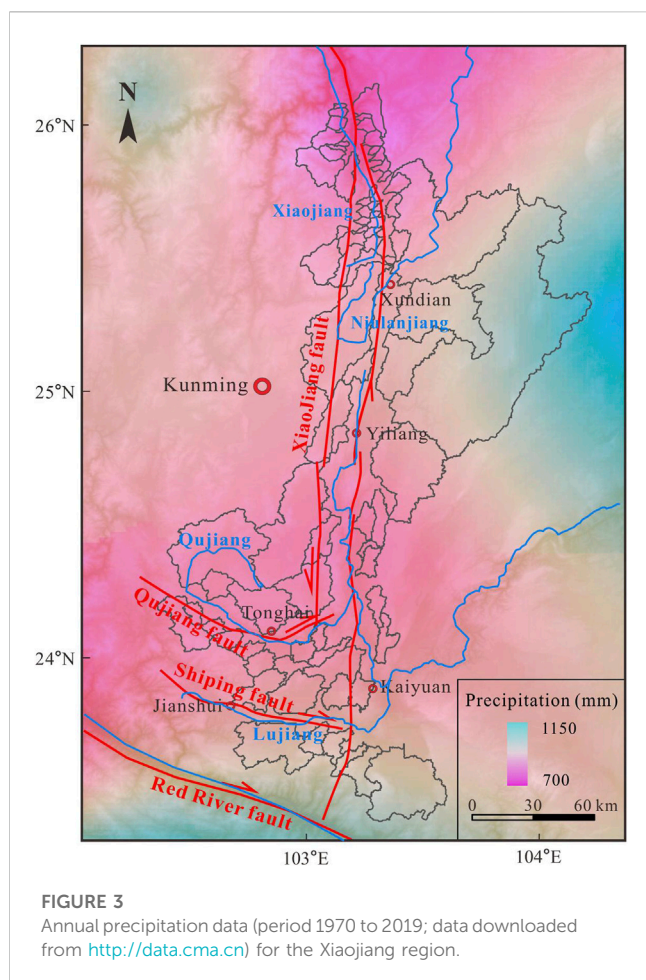 N
26°N
25°N
24°N
103°E
104°E
Xiaojiang
Xundian
Niulanjiang
XiaoJiang fault
Kunming
Yiliang
Qujiang
Qujiang fault
Tonghai
Shiping fault
Jianshui
Kaiyuan
Lujiang
Red River fault
Precipitation (mm)
1150
700
0 30 60 km
FIGURE 3
Annual precipitation data (period 1970 to 2019; data downloaded
from http://data.cma.cn) for the Xiaojiang region.